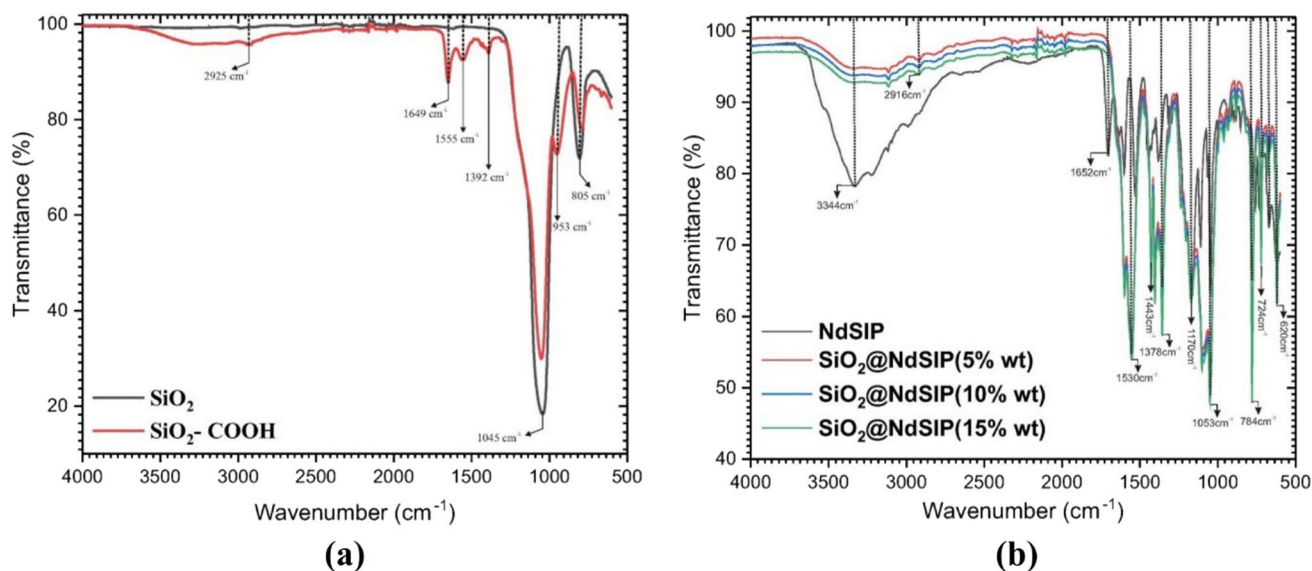 100
80
60
40
20
Transmittance (%)
2925 cm⁻¹
1649 cm⁻¹
1555 cm⁻¹
1392 cm⁻¹
953 cm⁻¹
805 cm⁻¹
1045 cm⁻¹
SiO₂
SiO₂- COOH
4000 3500 3000 2500 2000 1500 1000 500
Wavenumber (cm⁻¹)
(a)
100
90
80
70
60
50
40
Transmittance (%)
3344cm⁻¹
2916cm⁻¹
1652cm⁻¹
1530cm⁻¹
1443cm⁻¹
1378cm⁻¹
1170cm⁻¹
1053cm⁻¹
784cm⁻¹
724cm⁻¹
620cm⁻¹
NdSIP
SiO₂@NdSIP(5% wt)
SiO₂@NdSIP(10% wt)
SiO₂@NdSIP(15% wt)
4000 3500 3000 2500 2000 1500 1000 500
Wavenumber (cm⁻¹)
(b)